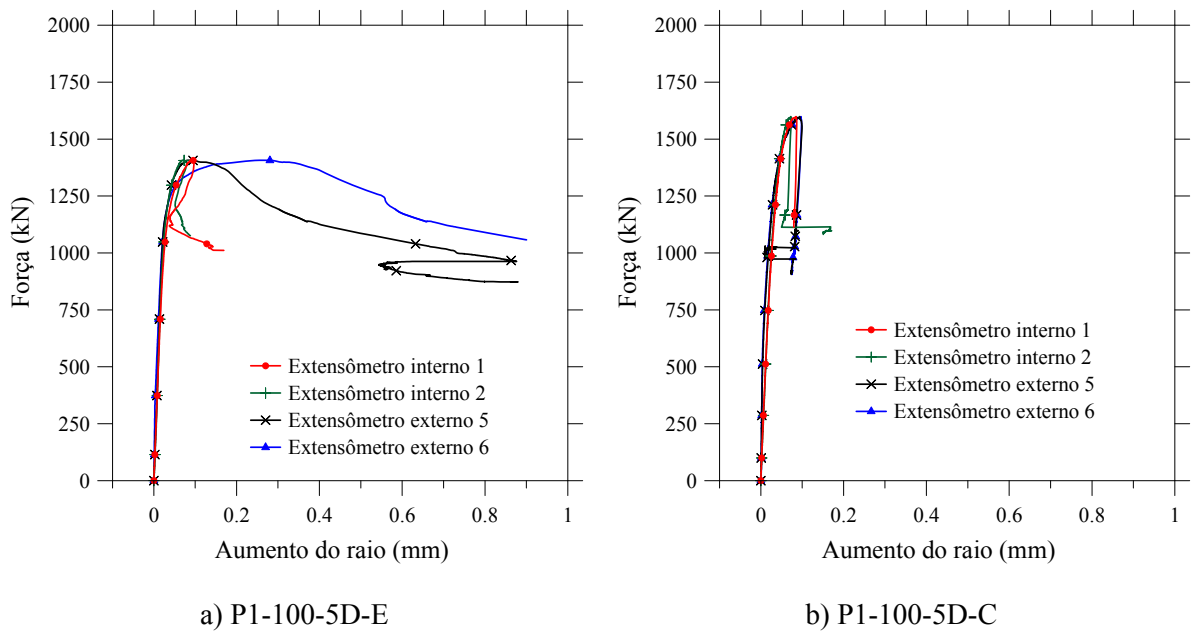 2000
1750
1500
1250
1000
750
500
250
0
Força (kN)
0 0.2 0.4 0.6 0.8 1
Aumento do raio (mm)
Extensômetro interno 1
Extensômetro interno 2
Extensômetro externo 5
Extensômetro externo 6
a) P1-100-5D-E
2000
1750
1500
1250
1000
750
500
250
0
Força (kN)
0 0.2 0.4 0.6 0.8 1
Aumento do raio (mm)
Extensômetro interno 1
Extensômetro interno 2
Extensômetro externo 5
Extensômetro externo 6
b) P1-100-5D-C